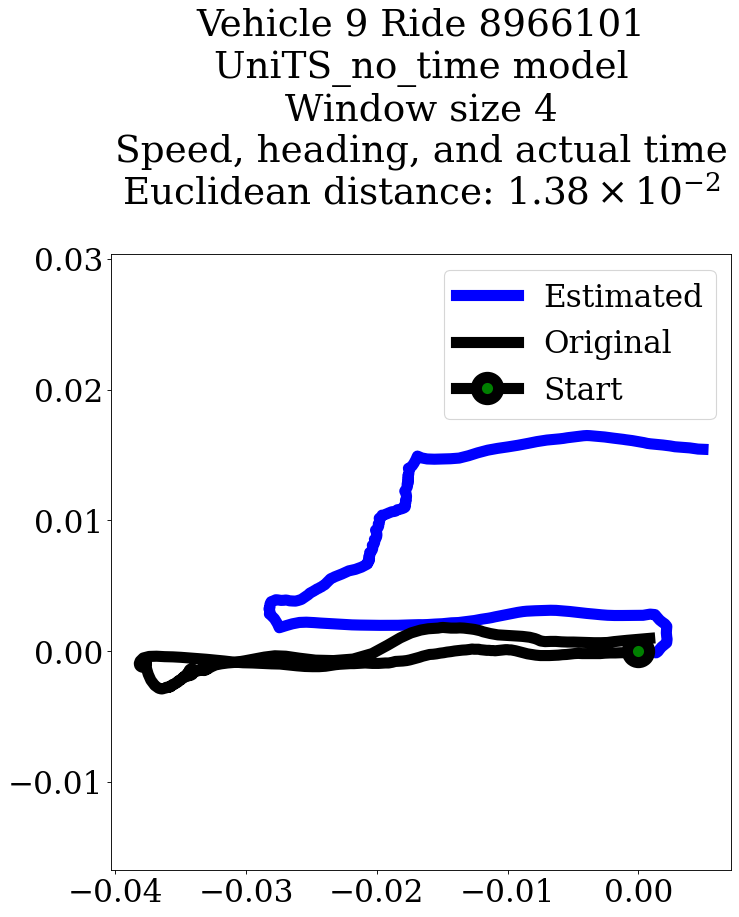 Vehicle 9 Ride 8966101
UniTS_no_time model
Window size 4
Speed, heading, and actual time
Euclidean distance: 1.38 × 10⁻²
0.03
0.02
0.01
0.00
−0.01
Estimated
Original
Start
−0.04 −0.03 −0.02 −0.01 0.00